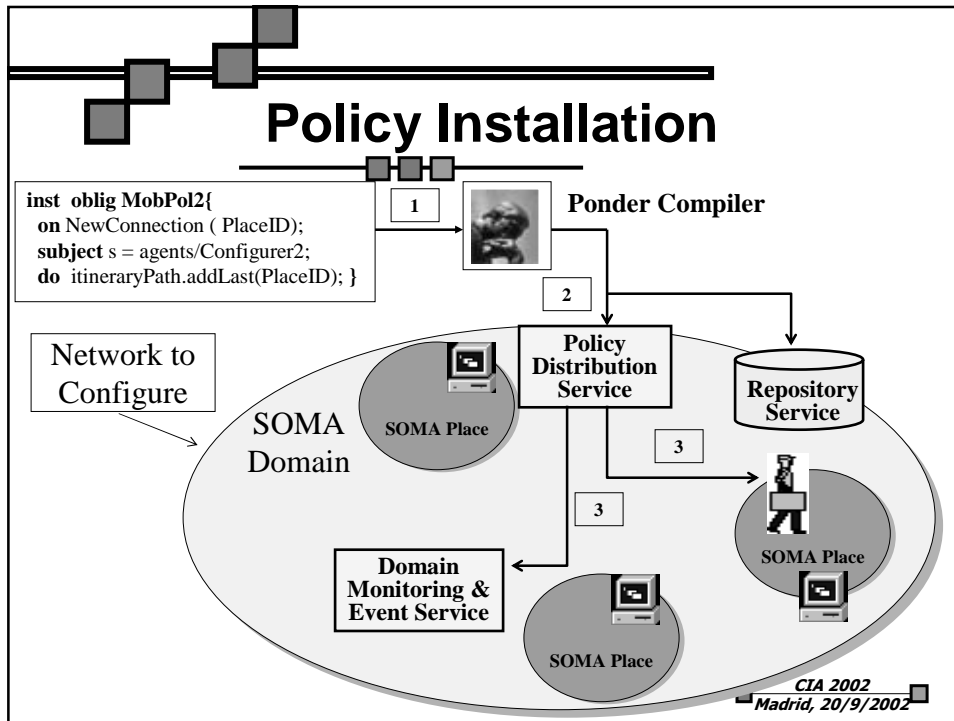 Policy Installation
inst oblig MobPol2{
on NewConnection ( PlaceID);
subject s = agents/Configurer2;
do itineraryPath.addLast(PlaceID); }
1
Ponder Compiler
2
Network to
Configure
Policy
Distribution
Service
Repository
Service
SOMA
Domain
SOMA Place
3
3
SOMA Place
Domain
Monitoring &
Event Service
SOMA Place
CIA 2002
Madrid, 20/9/2002